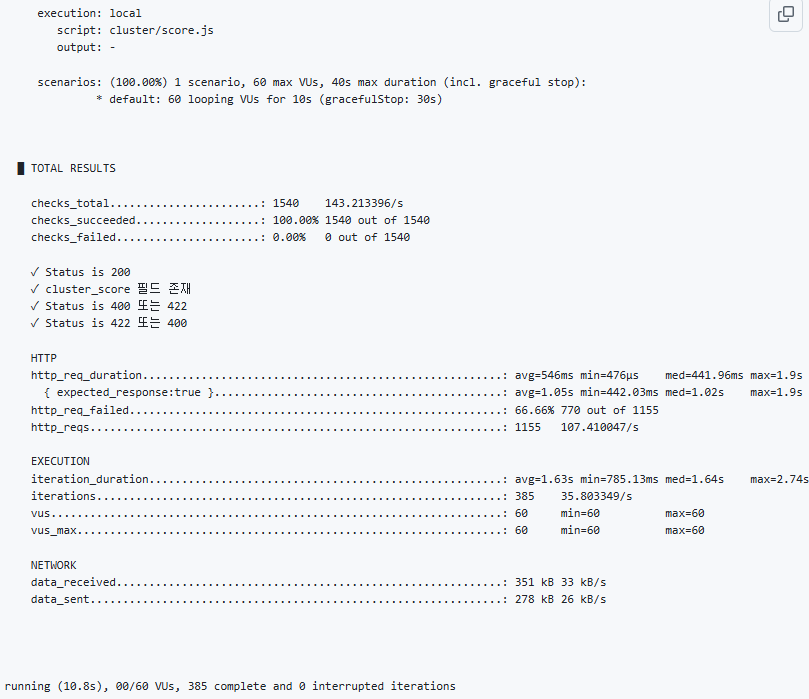 execution: local
script: cluster/score.js
output: -
scenarios: (100.00%) 1 scenario, 60 max VUs, 40s max duration (incl. graceful stop):
* default: 60 looping VUs for 10s (gracefulStop: 30s)
█ TOTAL RESULTS
checks_total.......................: 1540    143.213396/s
checks_succeeded...................: 100.00% 1540 out of 1540
checks_failed......................: 0.00%   0 out of 1540
✓ Status is 200
✓ cluster_score 필드 존재
✓ Status is 400 또는 422
✓ Status is 422 또는 400
HTTP
http_req_duration.......................................................: avg=546ms min=476µs    med=441.96ms max=1.9s
{ expected_response:true }............................................: avg=1.05s min=442.03ms med=1.02s    max=1.9s
http_req_failed.........................................................: 66.66% 770 out of 1155
http_reqs...............................................................: 1155   107.410047/s
EXECUTION
iteration_duration......................................................: avg=1.63s min=785.13ms med=1.64s    max=2.74s
iterations..............................................................: 385    35.803349/s
vus.....................................................................: 60     min=60         max=60
vus_max.................................................................: 60     min=60         max=60
NETWORK
data_received...........................................................: 351 kB 33 kB/s
data_sent...............................................................: 278 kB 26 kB/s
running (10.8s), 00/60 VUs, 385 complete and 0 interrupted iterations